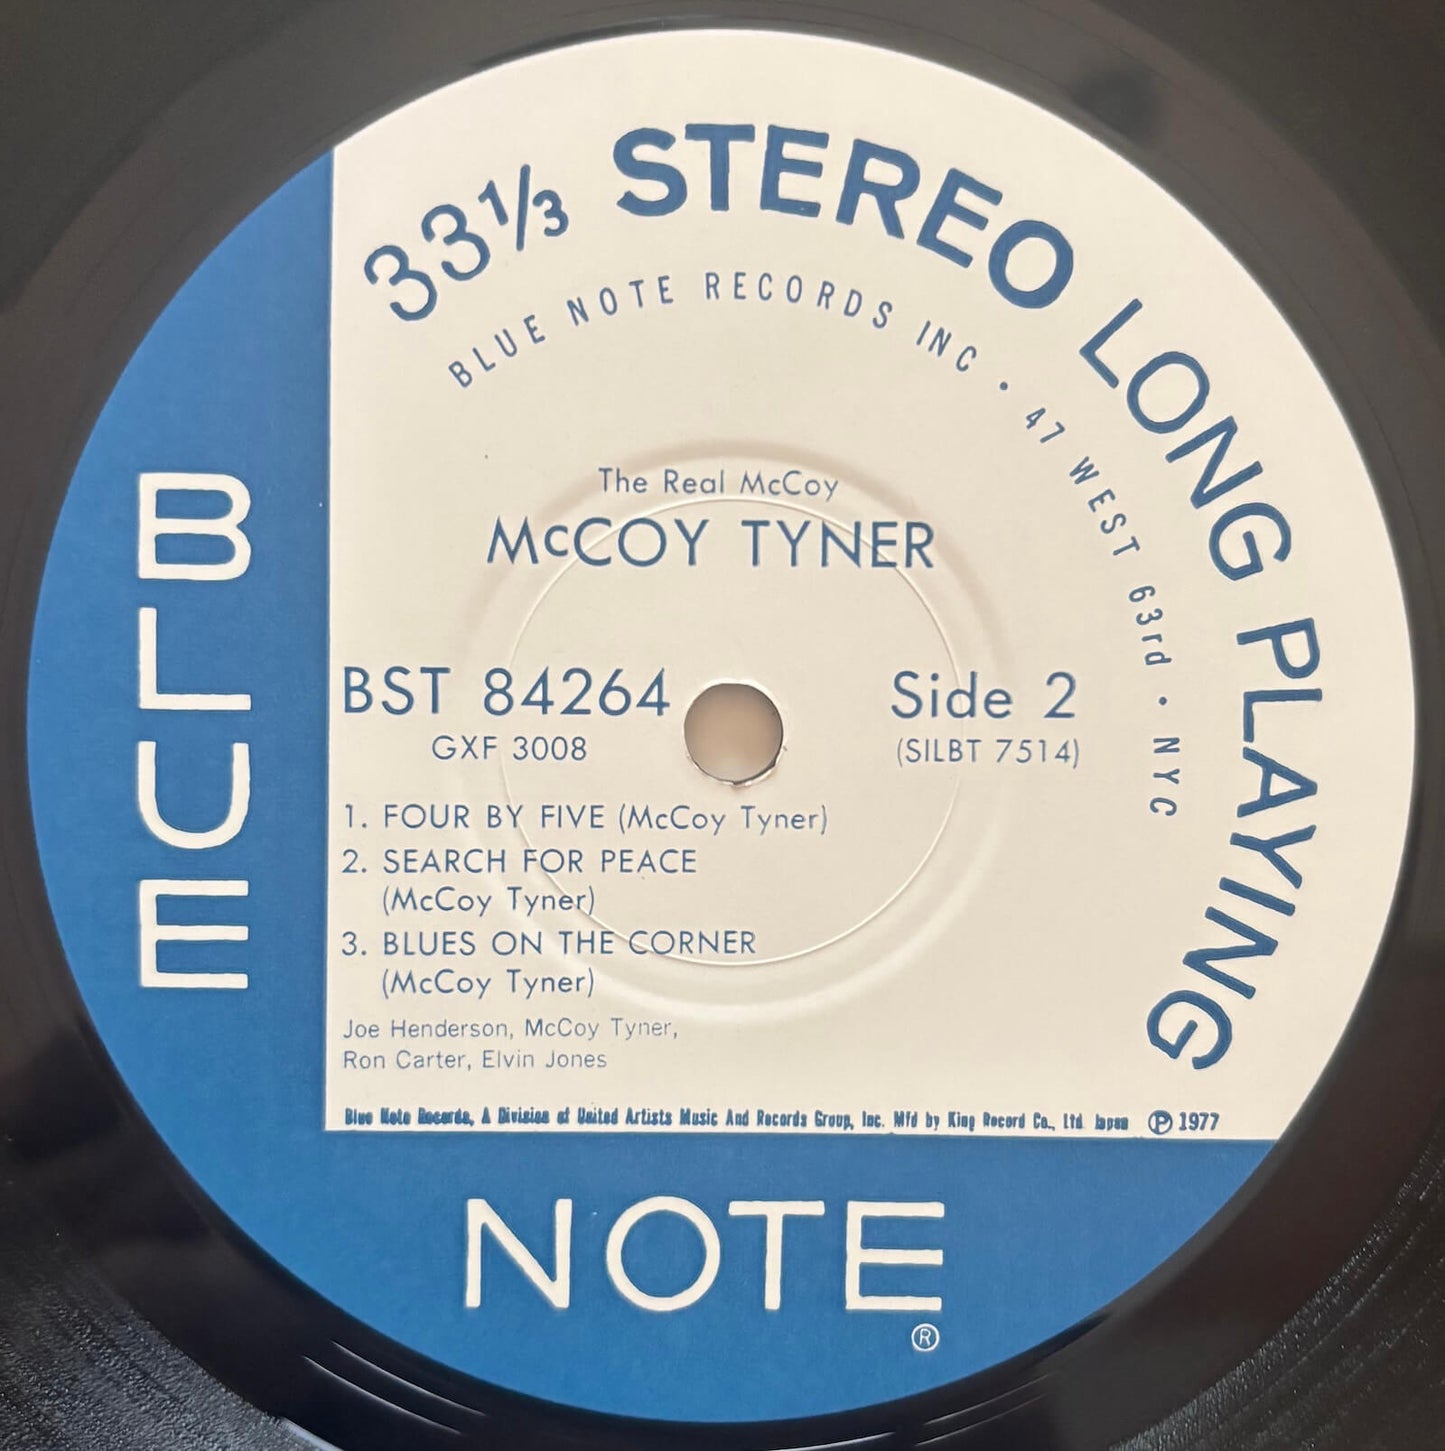 33⅓ STEREO LONG PLAYING
BLUE NOTE RECORDS INC • 47 WEST 63rd • NYC
The Real McCoy
McCOY TYNER
BST 84264
GXF 3008
Side 2
(SILBT 7514)
1. FOUR BY FIVE (McCoy Tyner)
2. SEARCH FOR PEACE
(McCoy Tyner)
3. BLUES ON THE CORNER
(McCoy Tyner)
Joe Henderson, McCoy Tyner,
Ron Carter, Elvin Jones
Blue Note Records, A Division of United Artists Music And Records Group, Inc. Mfd by King Record Co., Ltd. Japan Ⓟ 1977
BLUE
NOTE
®